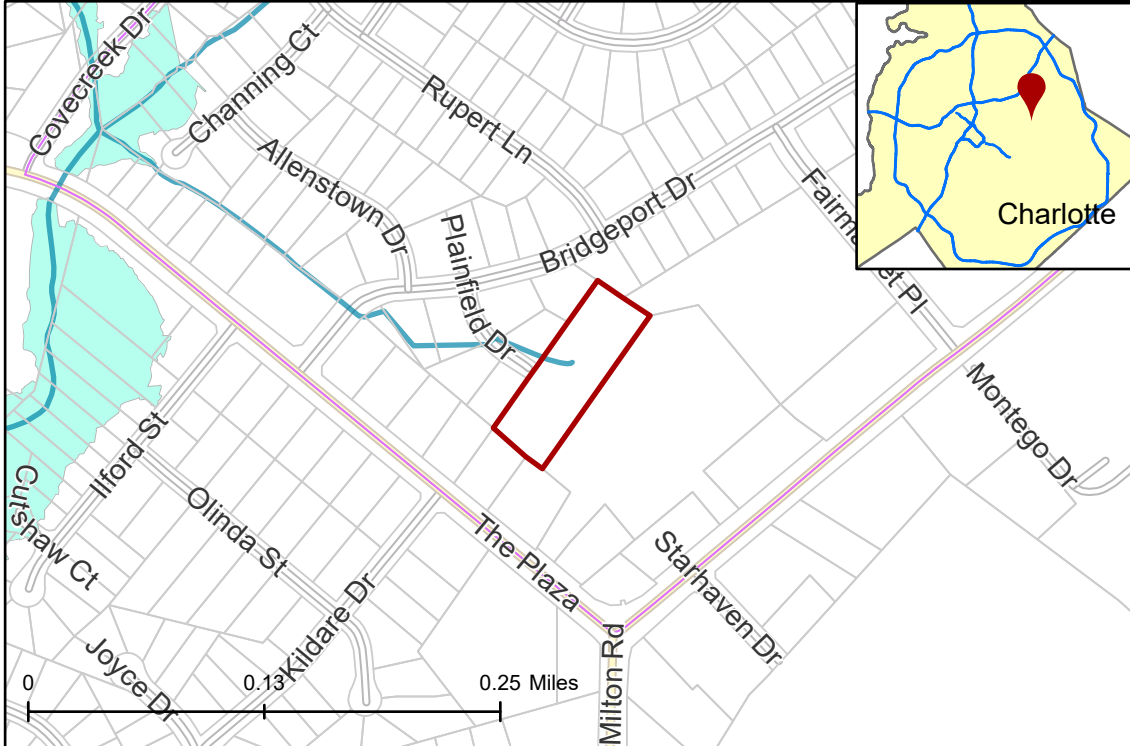 Covecreek Dr
Channing Ct
Rupert Ln
Allenstown Dr
Plainfield Dr
Bridgeport Dr
Charlotte
Montego Dr
Ilford St
Cutshaw Ct
Olinda St
The Plaza
Starhaven Dr
Kildare Dr
Joyce Dr
Milton Rd
0
0.13
0.25 Miles